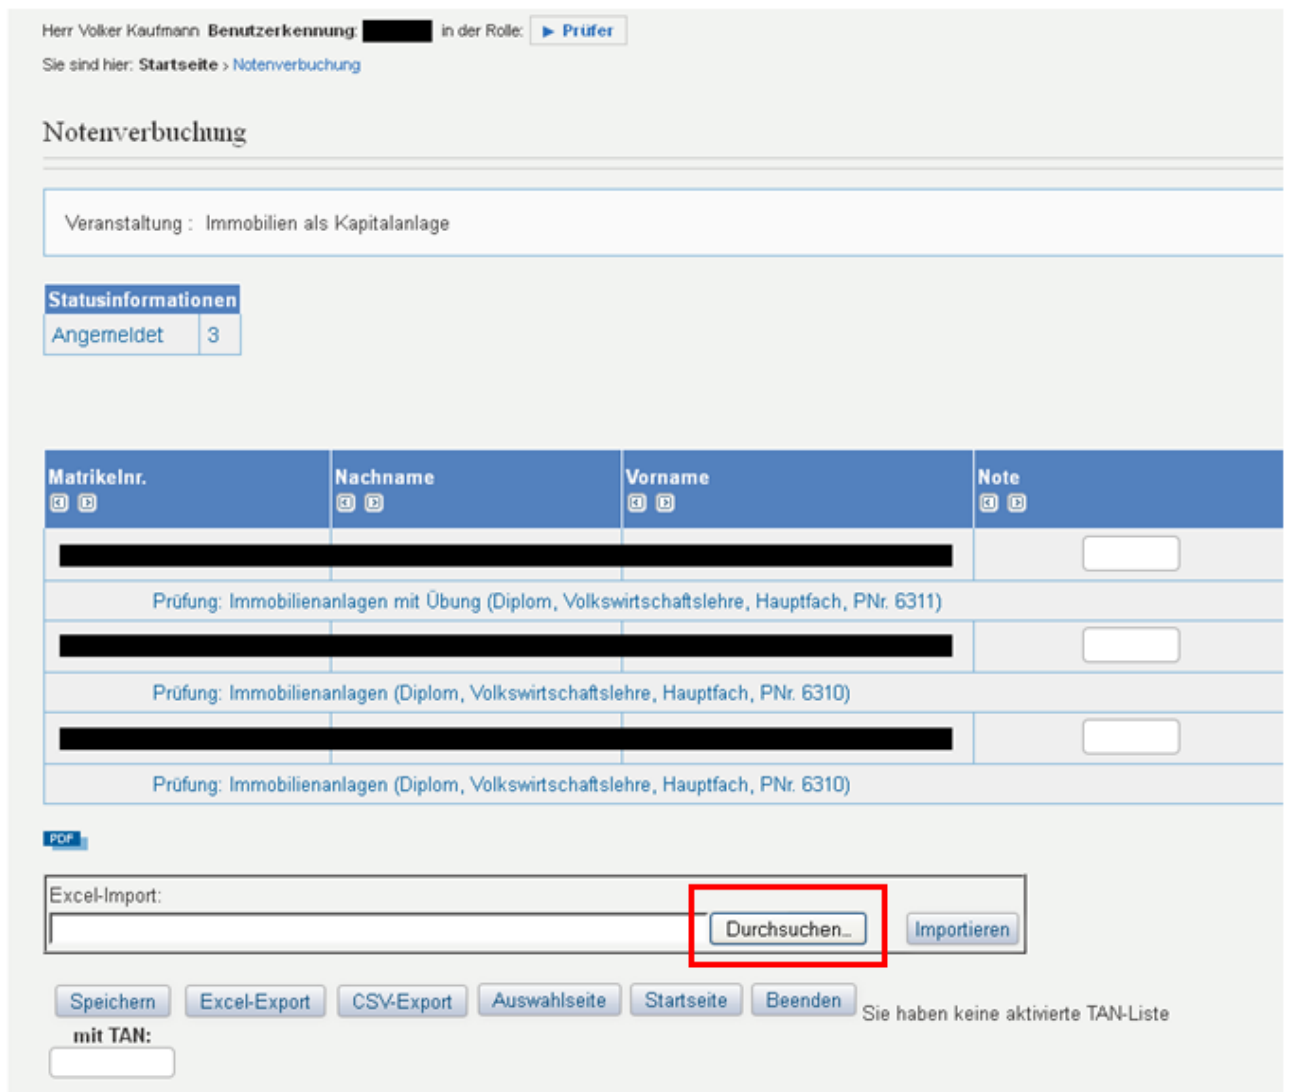 Herr Volker Kaufmann Benutzerkennung: in der Rolle: ► Prüfer
Sie sind hier: Startseite › Notenverbuchung
Notenverbuchung
Veranstaltung : Immobilien als Kapitalanlage
Statusinformationen
Angemeldet 3
Matrikelnr. Nachname Vorname Note
Prüfung: Immobilienanlagen mit Übung (Diplom, Volkswirtschaftslehre, Hauptfach, PNr. 6311)
Prüfung: Immobilienanlagen (Diplom, Volkswirtschaftslehre, Hauptfach, PNr. 6310)
Prüfung: Immobilienanlagen (Diplom, Volkswirtschaftslehre, Hauptfach, PNr. 6310)
PDF
Excel-Import:
Durchsuchen... Importieren
Speichern Excel-Export CSV-Export Auswahlseite Startseite Beenden Sie haben keine aktivierte TAN-Liste
mit TAN: